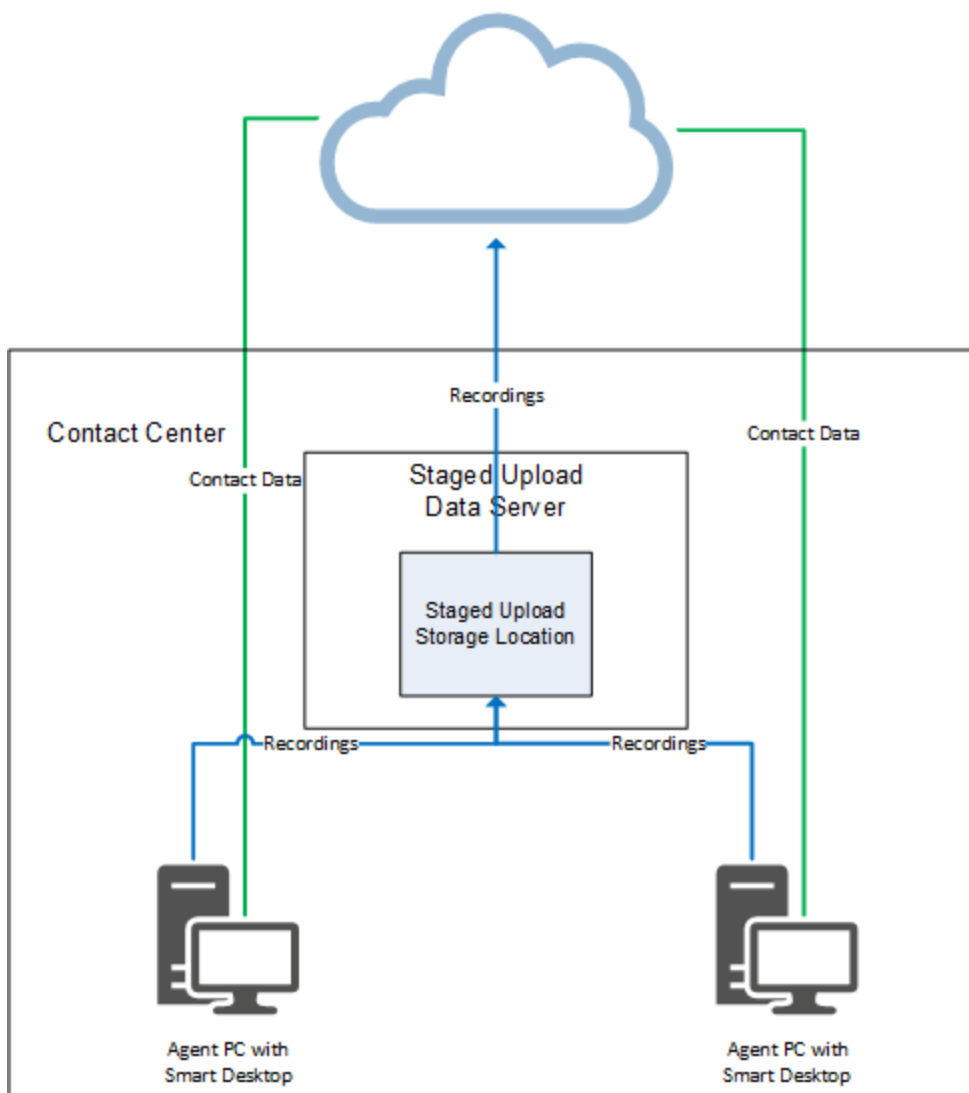 Recordings
Contact Center
Contact Data
Contact Data
Staged Upload
Data Server
Staged Upload
Storage Location
Recordings
Recordings
Agent PC with
Smart Desktop
Agent PC with
Smart Desktop